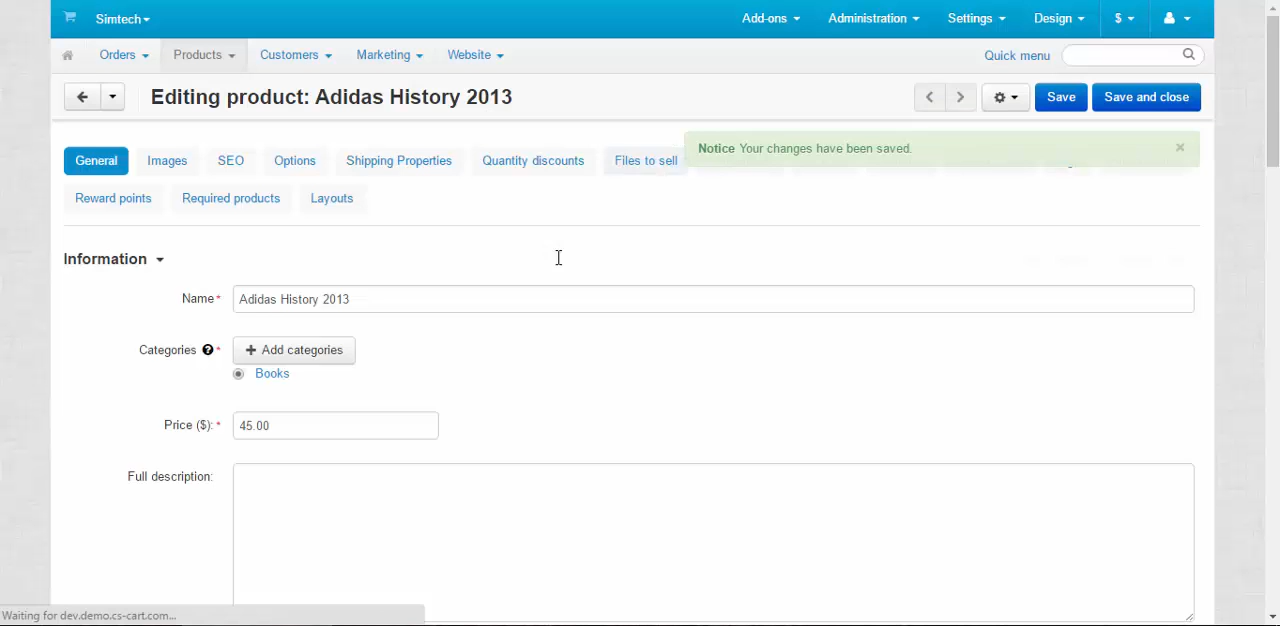 Simtech Add-ons Administration Settings Design $
Orders Products Customers Marketing Website Quick menu
Editing product: Adidas History 2013 Save Save and close
Notice Your changes have been saved. ×
General Images SEO Options Shipping Properties Quantity discounts Files to sell
Reward points Required products Layouts
Information
Name*
Adidas History 2013
Categories ? * + Add categories
Books
Price ($): * 45.00
Full description:
Waiting for dev.demo.cs-cart.com...